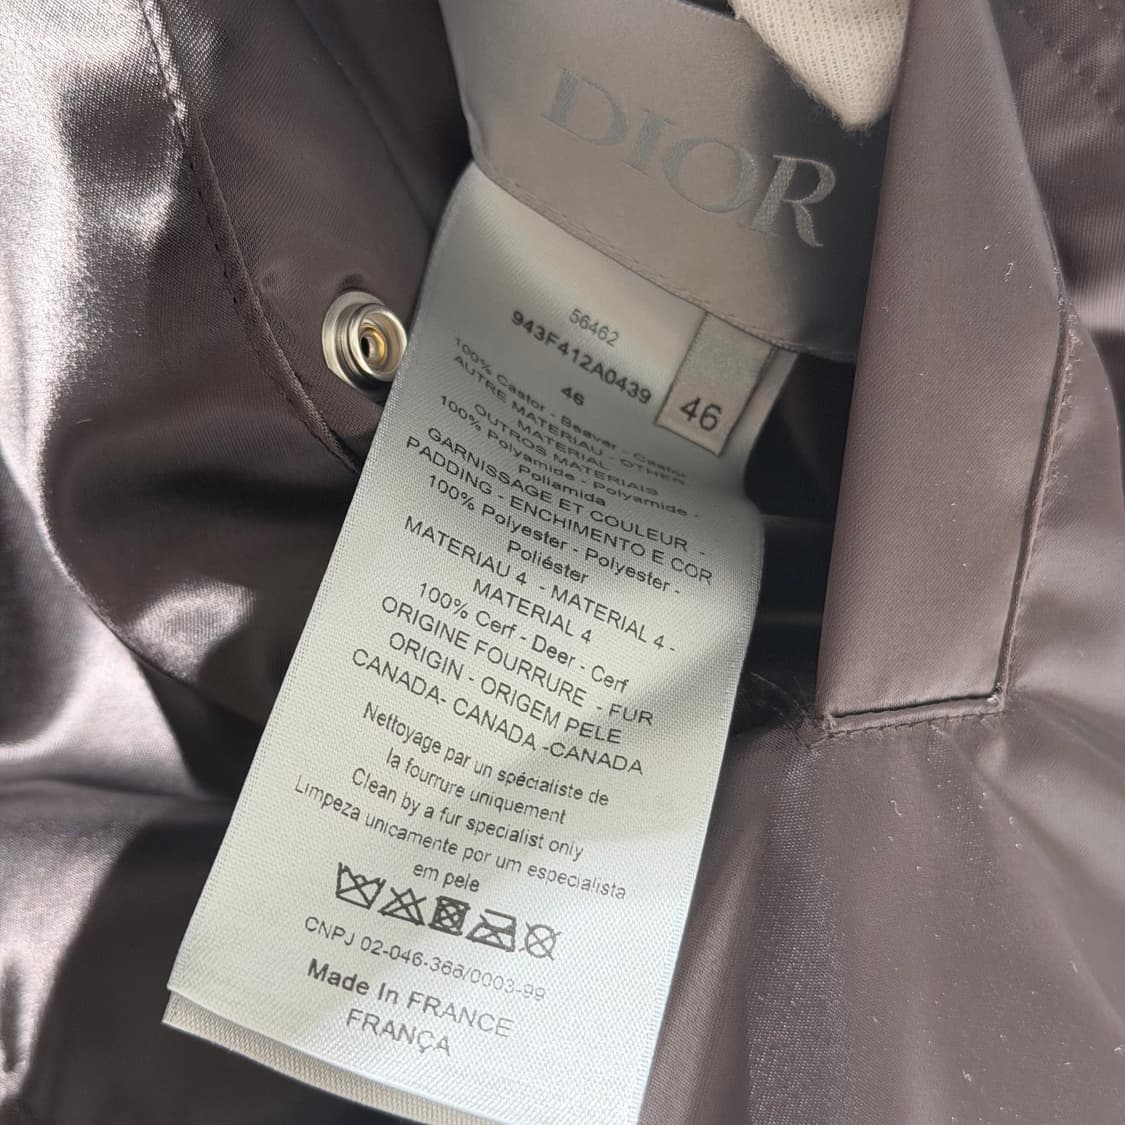 DIOR
46
56462
943F412A0439
46
100% Castor - Beaver - Castor
AUTRE MATERIAU - OTHER
MATERIAL -
OUTROS MATERIAIS
100% Polyamide - Polyamide -
Poliamida
GARNISSAGE ET COULEUR -
PADDING - ENCHIMENTO E COR
100% Polyester - Polyester -
Poliéster
MATERIAU 4 - MATERIAL 4 -
MATERIAL 4
100% Cerf - Deer - Cerf
ORIGINE FOURRURE - FUR
ORIGIN - ORIGEM PELE
CANADA- CANADA -CANADA
Nettoyage par un spécialiste de
la fourrure uniquement
Clean by a fur specialist only
Limpeza unicamente por um especialista
em pele
CNPJ 02-046-366/0003-99
Made In FRANCE
FRANÇA